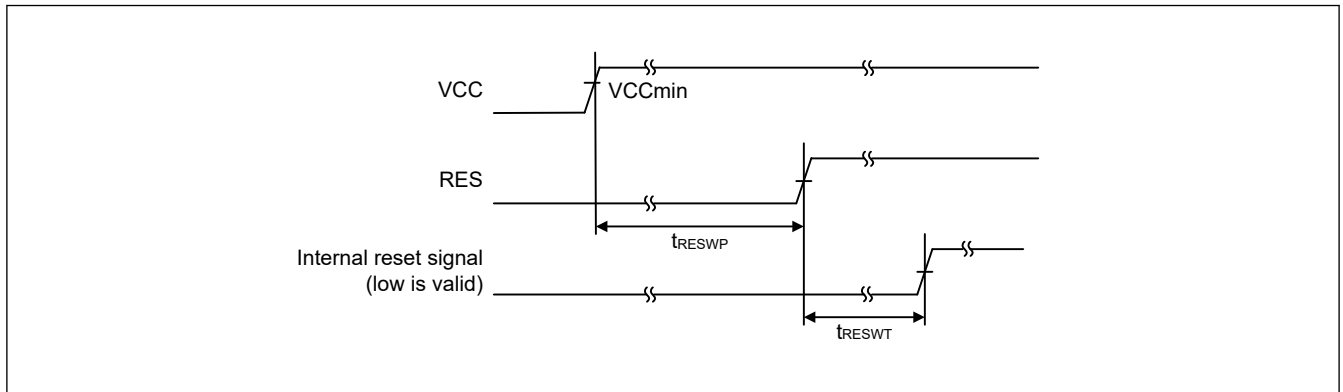 VCC
VCCmin
RES
tRESWP
Internal reset signal
(low is valid)
tRESWT